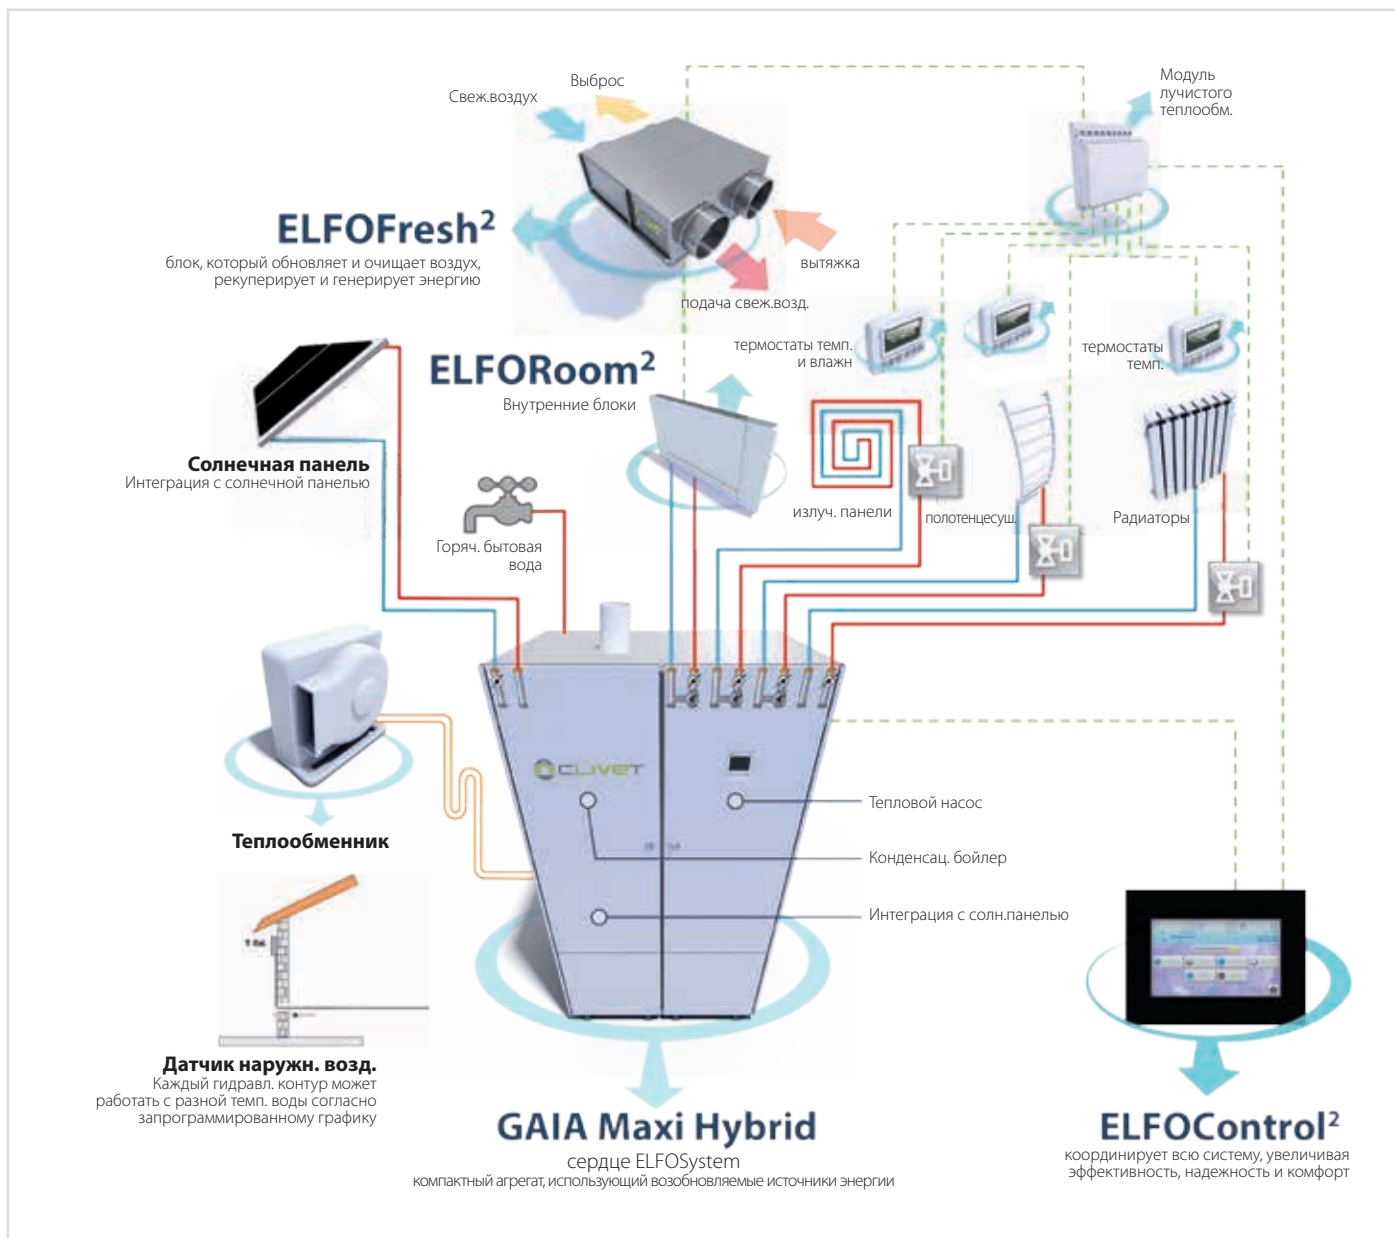 Выброс
Свеж.воздух
Модуль
лучистого
теплообм.
ELFOFresh²
блок, который обновляет и очищает воздух,
рекуперирует и генерирует энергию
вытяжка
подача свеж.возд.
термостаты темп.
и влажн
термостаты
темп.
ELFORoom²
Внутренние блоки
Солнечная панель
Интеграция с солнечной панелью
Горяч. бытовая
вода
излуч. панели
полотенцесуш.
Радиаторы
CLIVET
Теплообменник
Тепловой насос
Конденсац. бойлер
Интеграция с солн.панелью
Датчик наружн. возд.
Каждый гидравл. контур может
работать с разной темп. воды согласно
запрограммированному графику
GAIA Maxi Hybrid
сердце ELFOSystem
компактный агрегат, использующий возобновляемые источники энергии
ELFOControl²
координирует всю систему, увеличивая
эффективность, надежность и комфорт